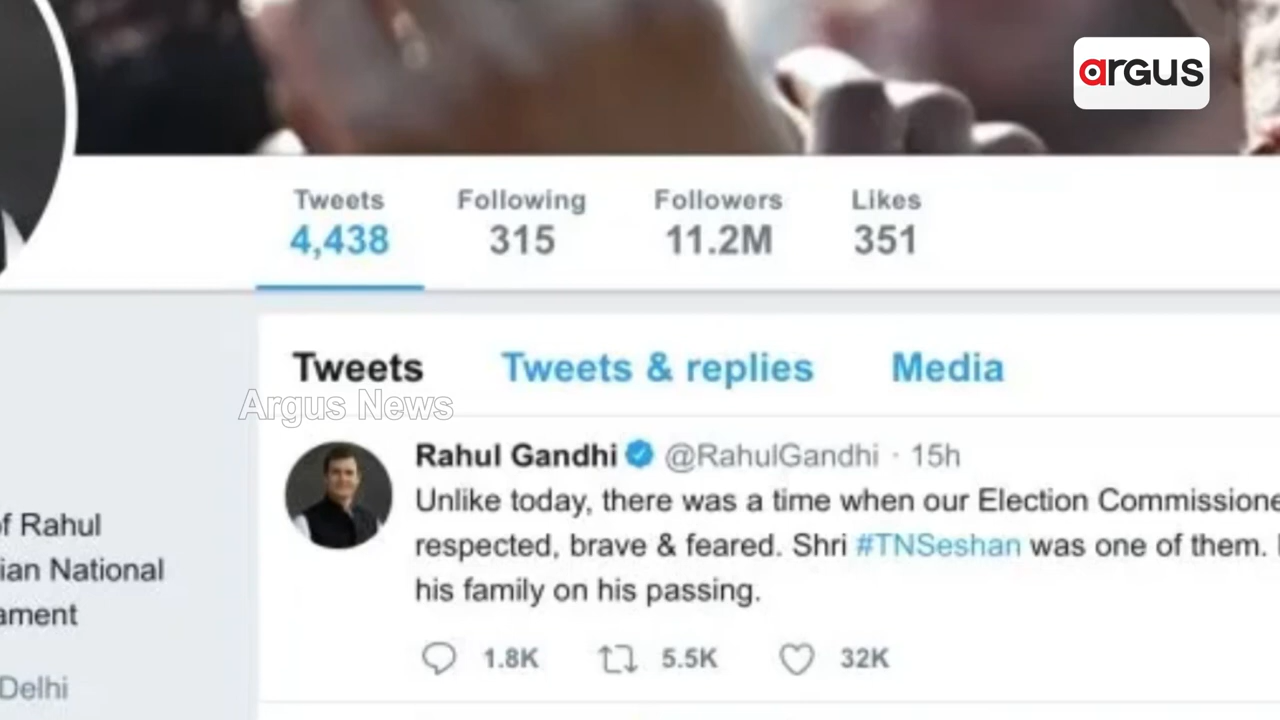 argus
Tweets Following Followers Likes
4,438 315 11.2M 351
Tweets Tweets & replies Media
Argus News
Rahul Gandhi @RahulGandhi · 15h
Unlike today, there was a time when our Election Commissione
respected, brave & feared. Shri #TNSeshan was one of them.
his family on his passing.
1.8K 5.5K 32K
of Rahul
ian National
ament
Delhi